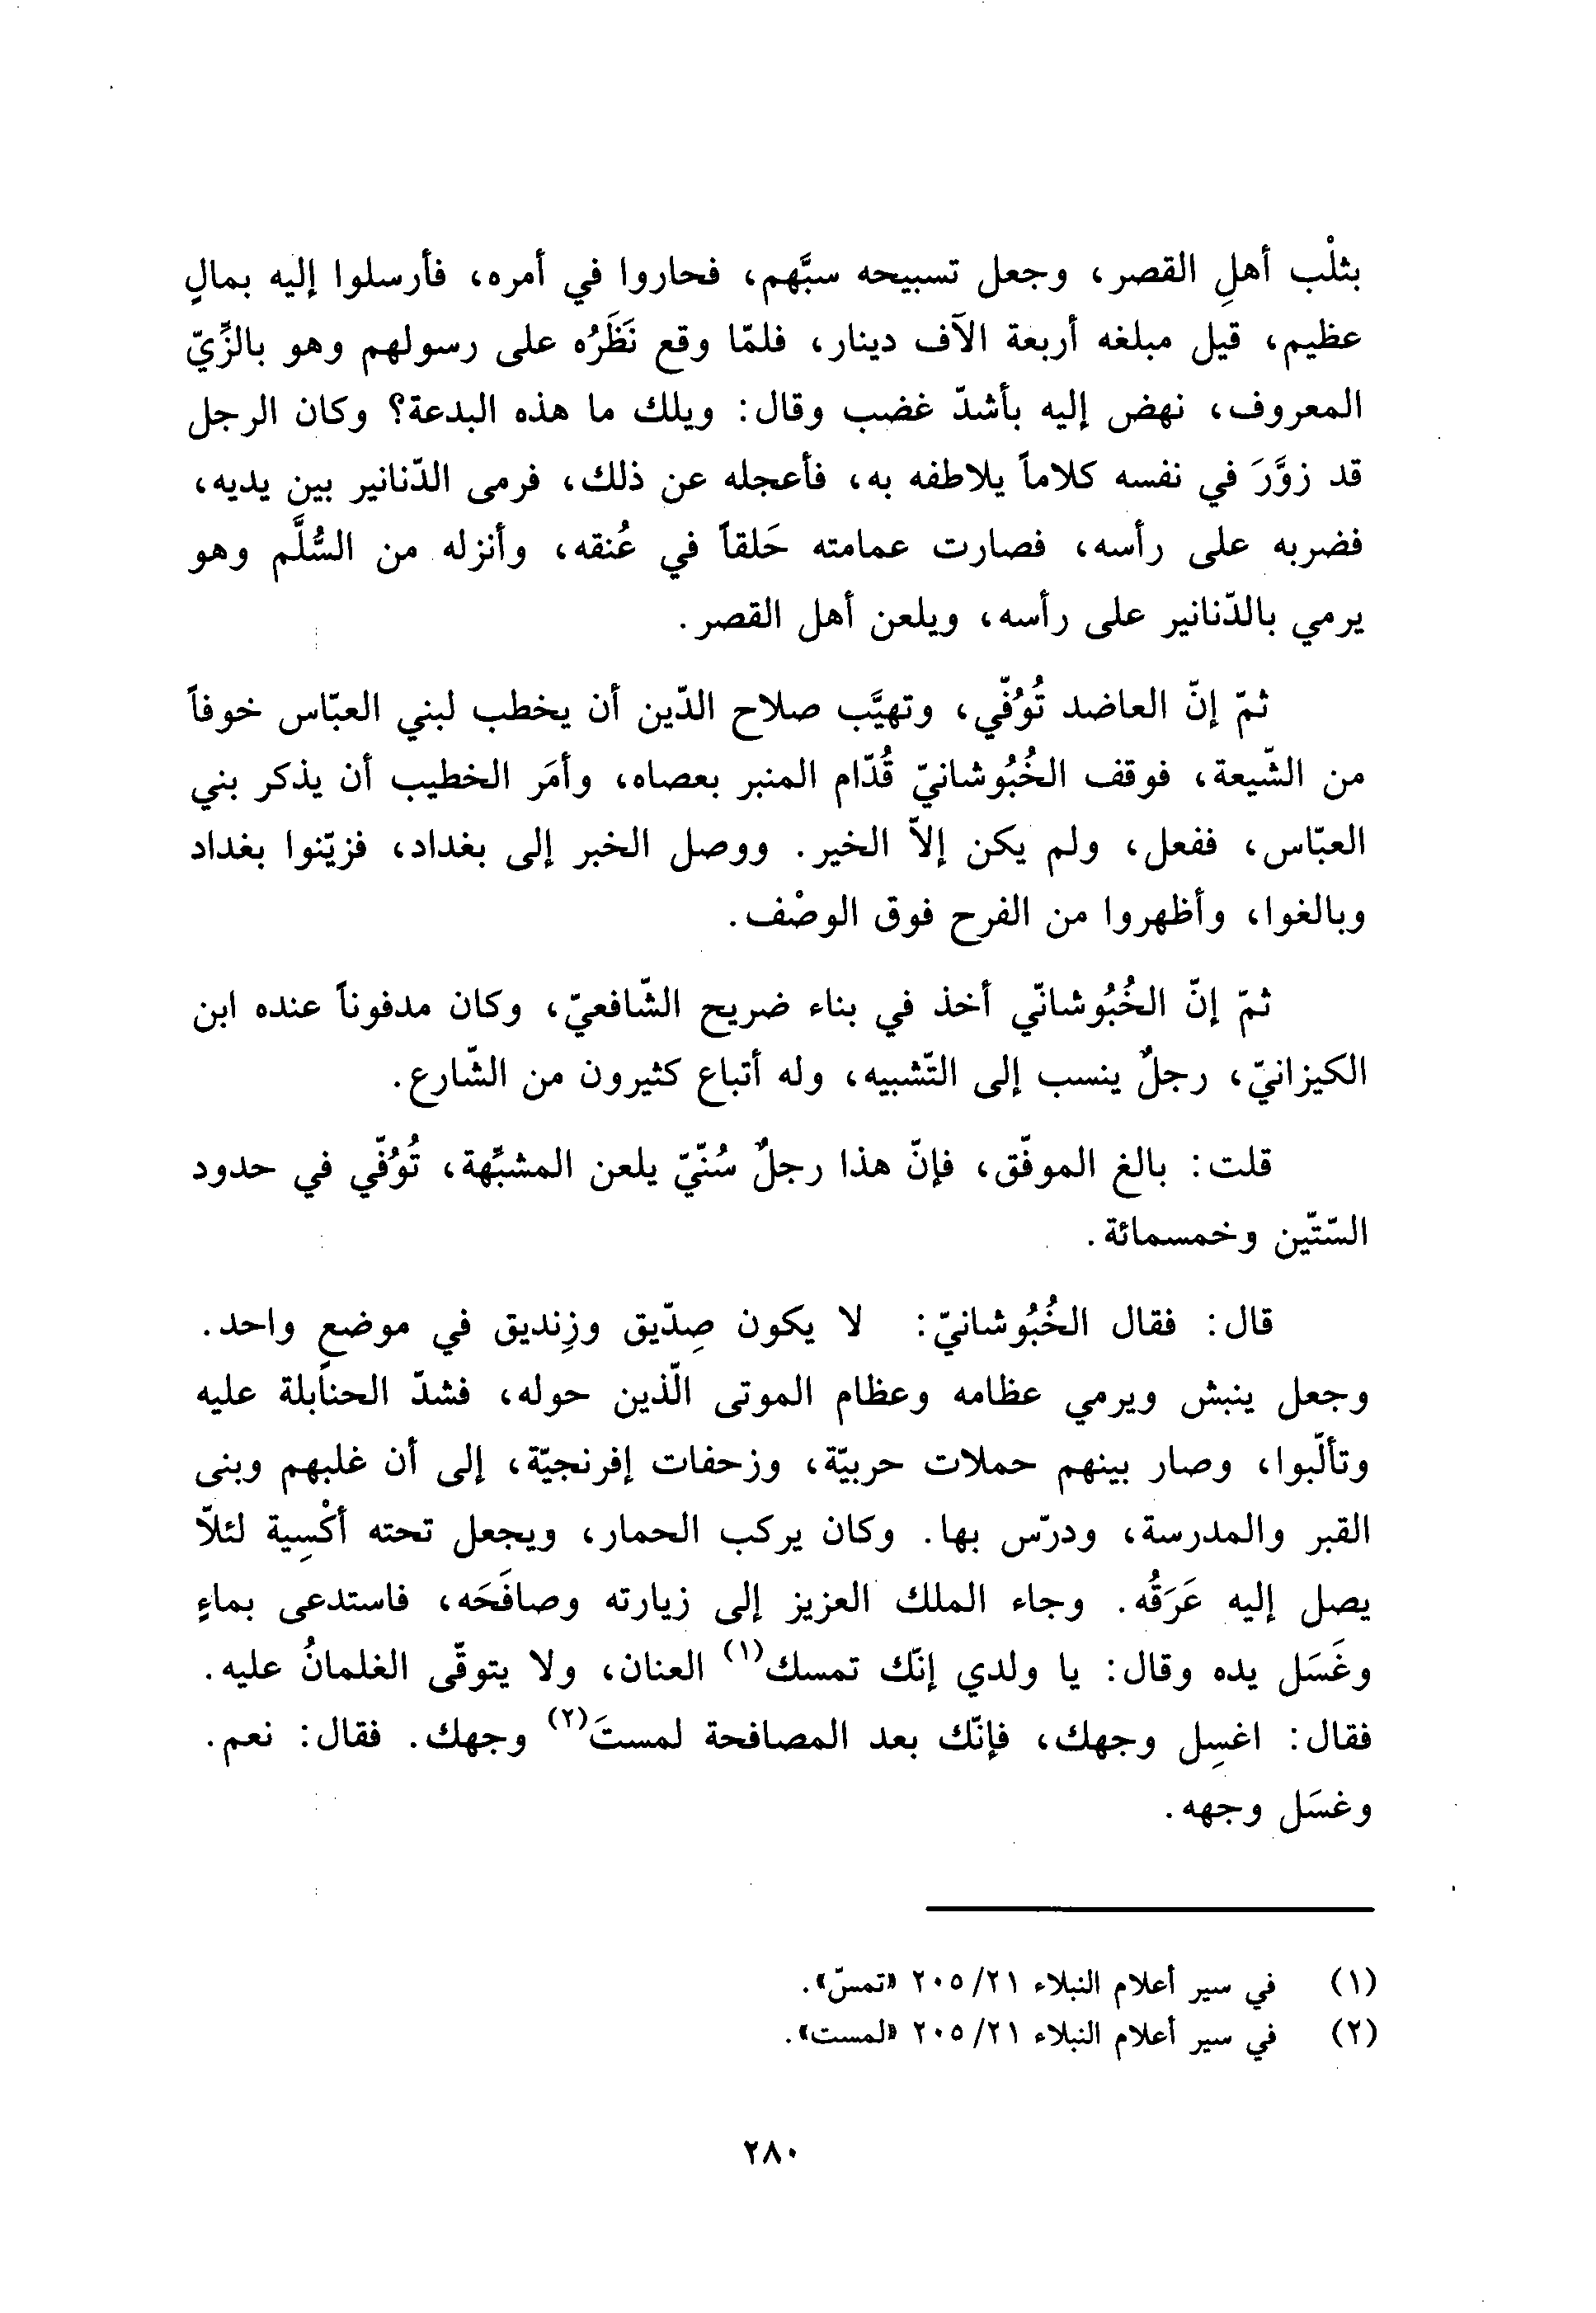 بثلْب أهلِ القصر، وجعل تسبيحه سبَّهم، فحاروا في أمره، فأرسلوا إليه بمالٍ
عظيم، قيل مبلغه أربعة الآف دينار، فلمّا وقع نَظَرُه على رسولهم وهو بالزِّيّ
المعروف، نهض إليه بأشدّ غضب وقال: ويلك ما هذه البدعة؟ وكان الرجل
قد زوَّرَ في نفسه كلاماً يلاطفه به، فأعجله عن ذلك، فرمى الدّنانير بين يديه،
فضربه على رأسه، فصارت عمامته حَلقاً في عُنقه، وأنزله من السُّلَّم وهو
يرمي بالدّنانير على رأسه، ويلعن أهل القصر.
ثمّ إنّ العاضد تُوُفّي، وتهيَّب صلاح الدّين أن يخطب لبني العبّاس خوفاً
من الشّيعة، فوقف الخُبُوشانيّ قُدّام المنبر بعصاه، وأمَر الخطيب أن يذكر بني
العبّاس، ففعل، ولم يكن إلاّ الخير. ووصل الخبر إلى بغداد، فزيّنوا بغداد
وبالغوا، وأظهروا من الفرح فوق الوصْف.
ثمّ إنّ الخُبُوشانّي أخذ في بناء ضريح الشّافعيّ، وكان مدفوناً عنده ابن
الكيزانيّ، رجلٌ ينسب إلى التّشبيه، وله أتباع كثيرون من الشّارع.
قلت: بالغ الموفّق، فإنّ هذا رجلٌ سُنّيّ يلعن المشبِّهة، تُوُفّي في حدود
السّتّين وخمسمائة.
قال: فقال الخُبُوشانيّ: لا يكون صِدّيق وزِنديق في موضعٍ واحد.
وجعل ينبش ويرمي عظامه وعظام الموتى الّذين حوله، فشدّ الحنابلة عليه
وتألّبوا، وصار بينهم حملات حربيّة، وزحفات إفرنجيّة، إلى أن غلبهم وبنى
القبر والمدرسة، ودرّس بها. وكان يركب الحمار، ويجعل تحته أكْسِية لئلاّ
يصل إليه عَرَقُه. وجاء الملك العزيز إلى زيارته وصافَحَه، فاستدعى بماءٍ
وغَسَل يده وقال: يا ولدي إنّك تمسك(١) العنان، ولا يتوقّى الغلمانُ عليه.
فقال: اغسِل وجهك، فإنّك بعد المصافحة لمستَ(٢) وجهك. فقال: نعم.
وغسَل وجهه.
(١) في سير أعلام النبلاء ٢١/ ٢٠٥ «تمسّ».
(٢) في سير أعلام النبلاء ٢١/ ٢٠٥ «لمست».
٢٨٠